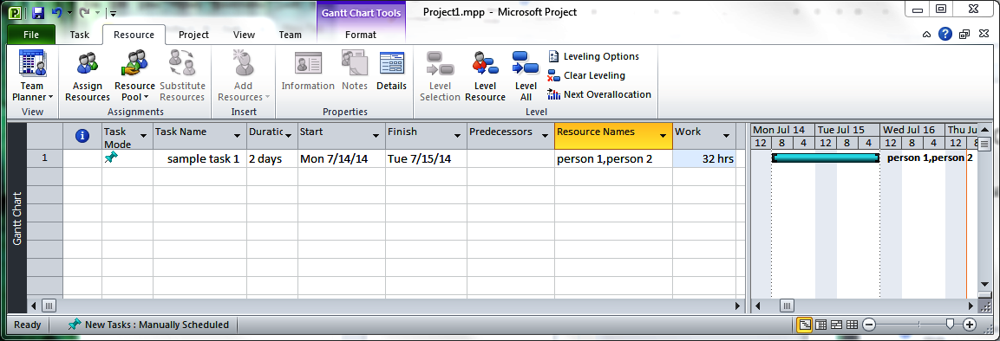 Gantt Chart Tools Project1.mpp - Microsoft Project
File Task Resource Project View Team Format
Team Planner
Assign Resources
Resource Pool
Substitute Resources
Add Resources
Information
Notes
Details
Level Selection
Level Resource
Level All
Leveling Options
Clear Leveling
Next Overallocation
View Assignments Insert Properties Level
Task Mode Task Name Duratic Start Finish Predecessors Resource Names Work
Mon Jul 14 Tue Jul 15 Wed Jul 16 Thu Ju
12 8 4 12 8 4 12 8 4 12 8
1 sample task 1 2 days Mon 7/14/14 Tue 7/15/14 person 1,person 2 32 hrs person 1,person 2
Gantt Chart
Ready New Tasks : Manually Scheduled